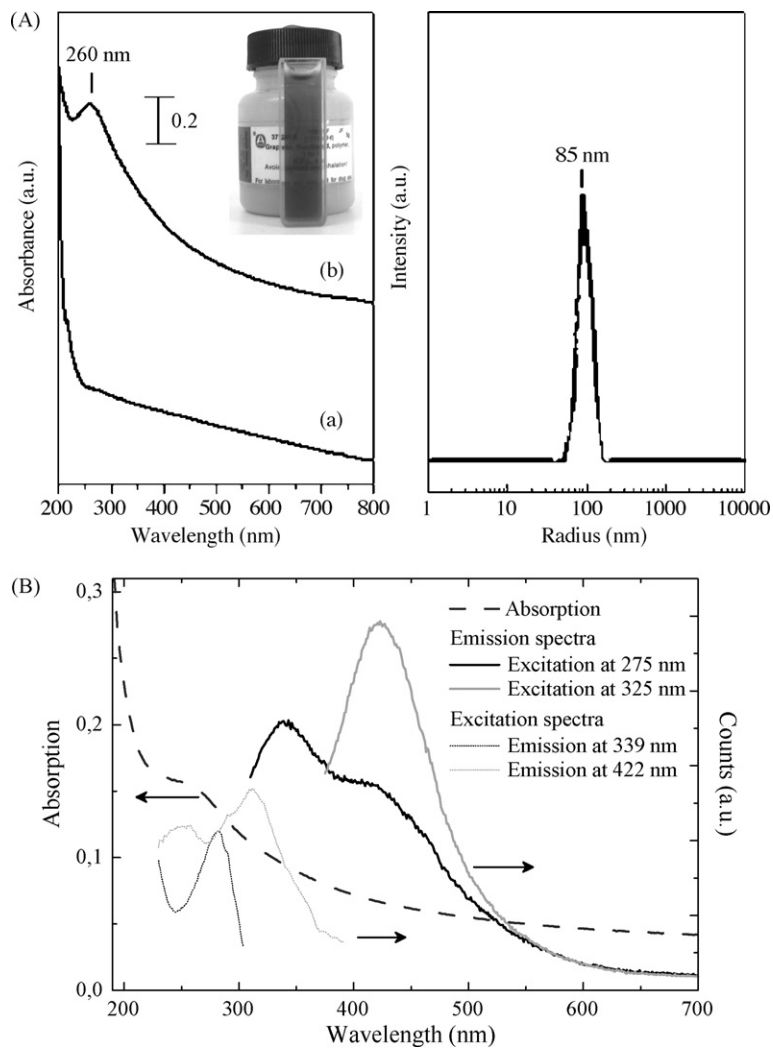 (A)
260 nm
0.2
Absorbance (a.u.)
(b)
(a)
200 300 400 500 600 700 800
Wavelength (nm)
85 nm
Intensity (a.u.)
1 10 100 1000 10000
Radius (nm)
(B)
0,3
0,2
0,1
0,0
Absorption
Absorption
Emission spectra
Excitation at 275 nm
Excitation at 325 nm
Excitation spectra
Emission at 339 nm
Emission at 422 nm
Counts (a.u.)
200 300 400 500 600 700
Wavelength (nm)